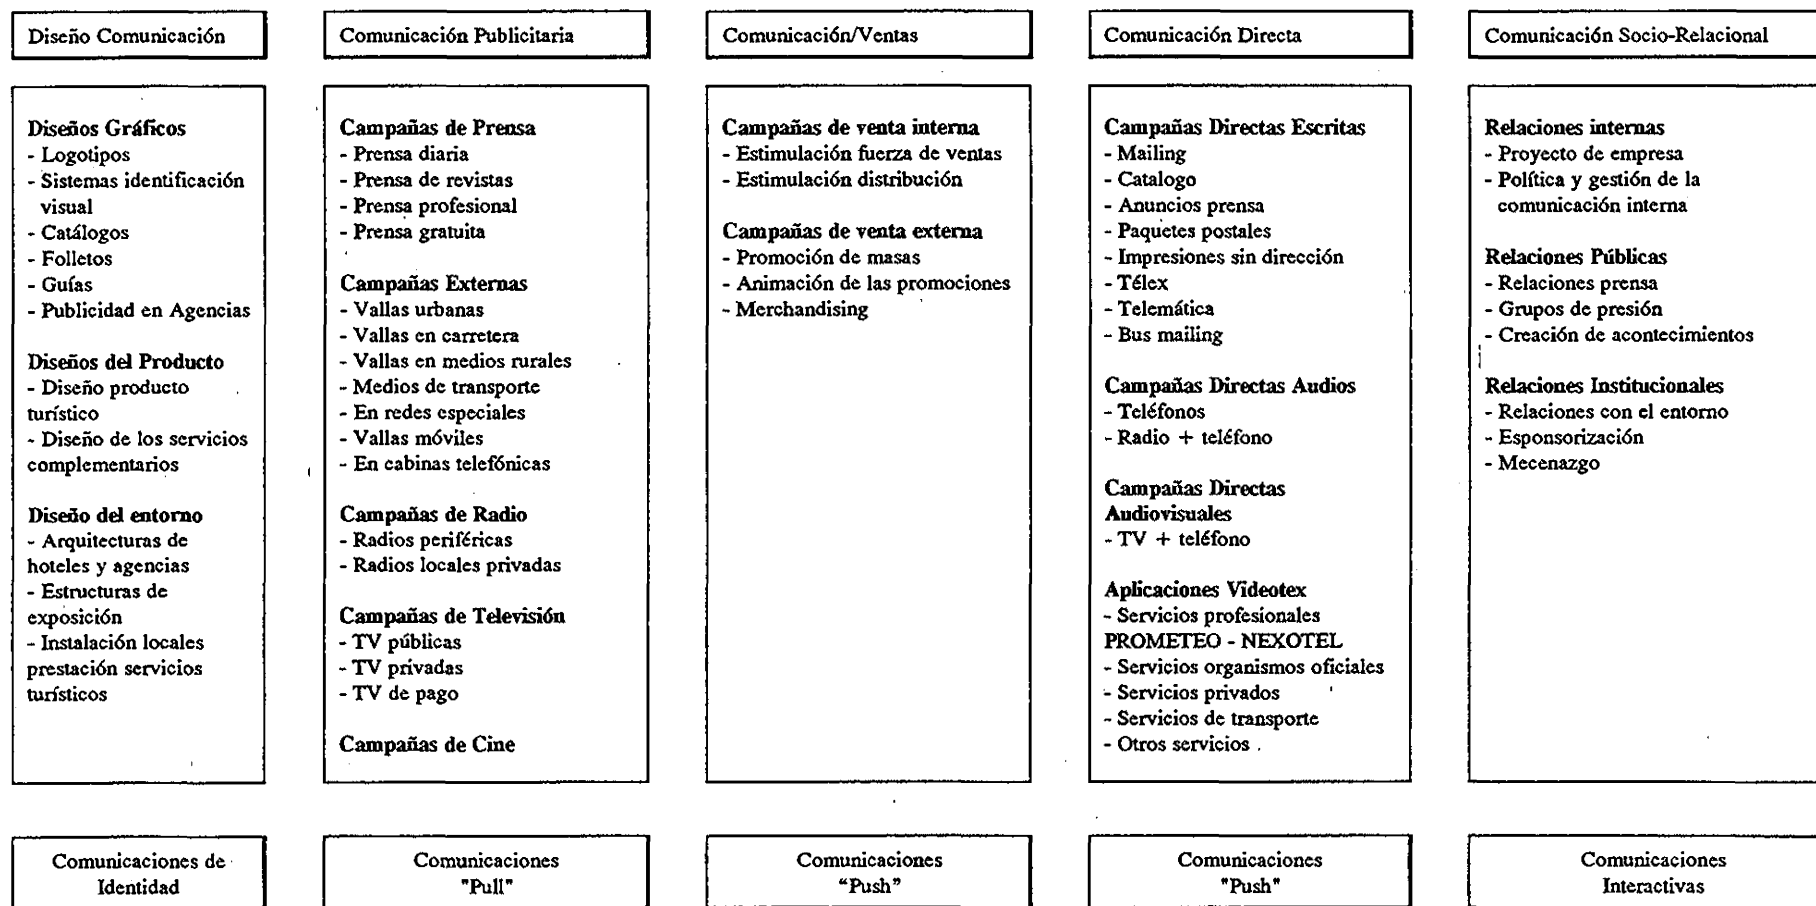 Diseño Comunicación
Diseños Gráficos
- Logotipos
- Sistemas identificación
visual
- Catálogos
- Folletos
- Guías
- Publicidad en Agencias
Diseños del Producto
- Diseño producto
turístico
- Diseño de los servicios
complementarios
Diseño del entorno
- Arquitecturas de
hoteles y agencias
- Estructuras de
exposición
- Instalación locales
prestación servicios
turísticos
Comunicaciones de
Identidad
Comunicación Publicitaria
Campañas de Prensa
- Prensa diaria
- Prensa de revistas
- Prensa profesional
- Prensa gratuita
Campañas Externas
- Vallas urbanas
- Vallas en carretera
- Vallas en medios rurales
- Medios de transporte
- En redes especiales
- Vallas móviles
- En cabinas telefónicas
Campañas de Radio
- Radios periféricas
- Radios locales privadas
Campañas de Televisión
- TV públicas
- TV privadas
- TV de pago
Campañas de Cine
Comunicaciones
"Pull"
Comunicación/Ventas
Campañas de venta interna
- Estimulación fuerza de ventas
- Estimulación distribución
Campañas de venta externa
- Promoción de masas
- Animación de las promociones
- Merchandising
Comunicaciones
“Push”
Comunicación Directa
Campañas Directas Escritas
- Mailing
- Catalogo
- Anuncios prensa
- Paquetes postales
- Impresiones sin dirección
- Télex
- Telemática
- Bus mailing
Campañas Directas Audios
- Teléfonos
- Radio + teléfono
Campañas Directas
Audiovisuales
- TV + teléfono
Aplicaciones Videotex
- Servicios profesionales
PROMETEO - NEXOTEL
- Servicios organismos oficiales
- Servicios privados
- Servicios de transporte
- Otros servicios
Comunicaciones
"Push"
Comunicación Socio-Relacional
Relaciones internas
- Proyecto de empresa
- Política y gestión de la
comunicación interna
Relaciones Públicas
- Relaciones prensa
- Grupos de presión
- Creación de acontecimientos
Relaciones Institucionales
- Relaciones con el entorno
- Esponsorización
- Mecenazgo
Comunicaciones
Interactivas